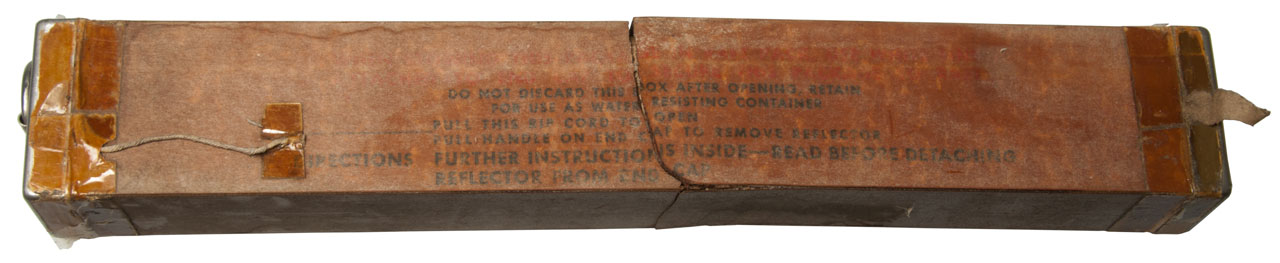 DO NOT DISCARD THIS BOX AFTER OPENING, RETAIN
FOR USE AS WATER RESISTING CONTAINER
PULL THIS RIP CORD TO OPEN
PULL HANDLE ON END CAP TO REMOVE REFLECTOR
DIRECTIONS FURTHER INSTRUCTIONS INSIDE—READ BEFORE DETACHING
REFLECTOR FROM END CAP